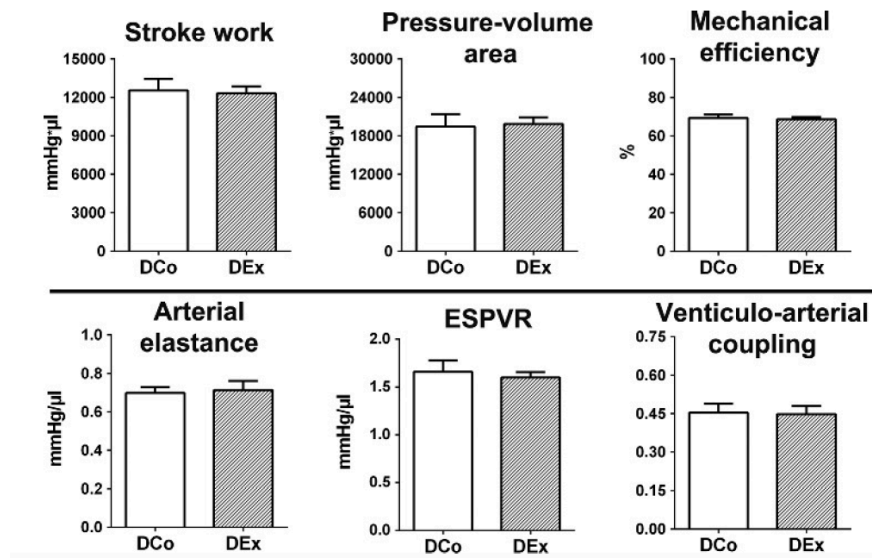 Stroke work
15000
12000
9000
6000
3000
0
mmHg*µl
DCo DEx
Pressure-volume
area
30000
24000
18000
12000
6000
0
mmHg*µl
DCo DEx
Mechanical
efficiency
100
80
60
40
20
0
%
DCo DEx
Arterial
elastance
1.0
0.8
0.6
0.4
0.2
0.0
mmHg/µl
DCo DEx
ESPVR
2.0
1.5
1.0
0.5
0.0
mmHg/µl
DCo DEx
Venticulo-arterial
coupling
0.75
0.60
0.45
0.30
0.15
0.00
DCo DEx